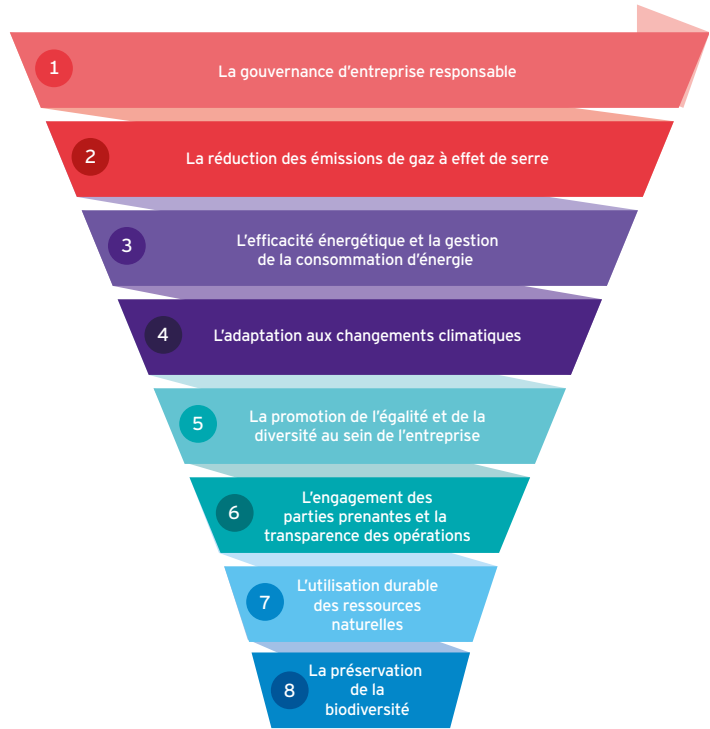 1
La gouvernance d'entreprise responsable
2
La réduction des émissions de gaz à effet de serre
3
L'efficacité énergétique et la gestion
de la consommation d'énergie
4
L'adaptation aux changements climatiques
5
La promotion de l'égalité et de la
diversité au sein de l'entreprise
6
L'engagement des
parties prenantes et la
transparence des opérations
7
L'utilisation durable
des ressources
naturelles
8
La préservation
de la
biodiversité